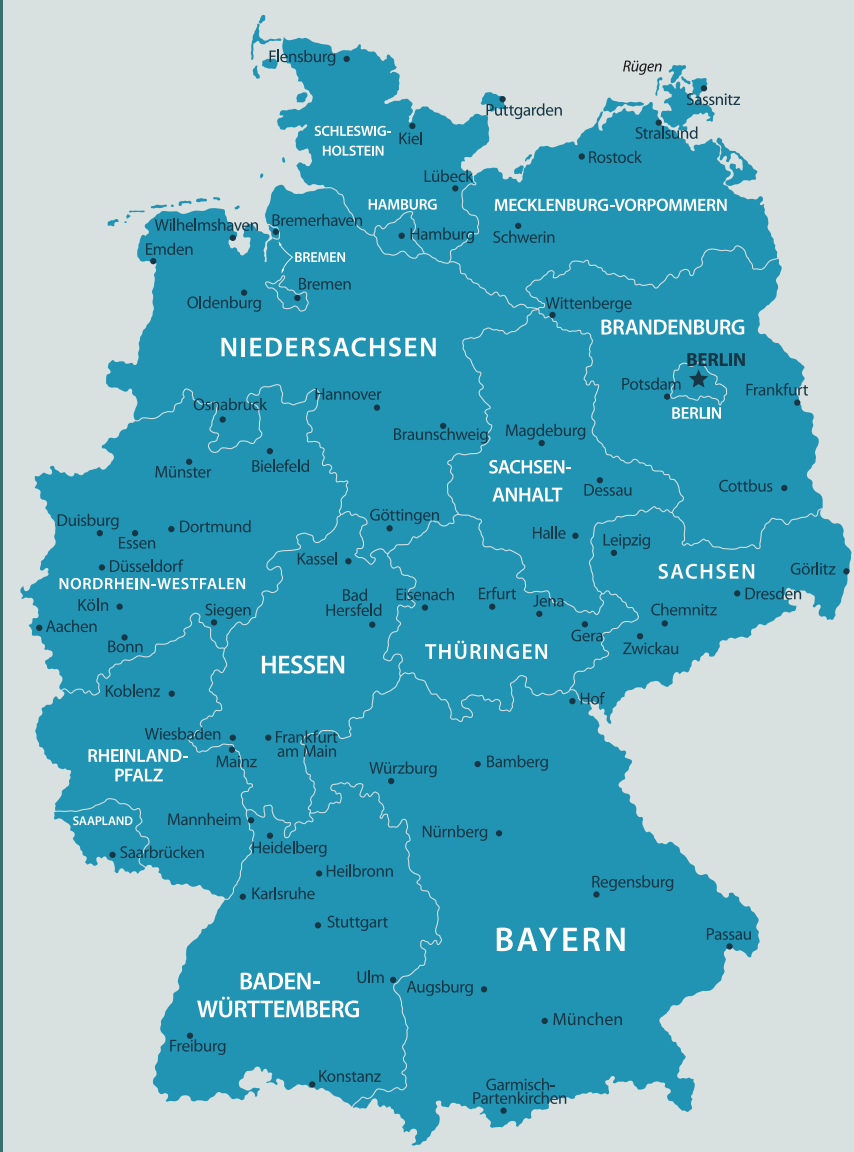 Flensburg
Rügen
Sassnitz
Puttgarden
SCHLESWIG-
HOLSTEIN
Kiel
Stralsund
Rostock
Lübeck
HAMBURG
MECKLENBURG-VORPOMMERN
Wilhelmshaven
Bremerhaven
Hamburg
Schwerin
Emden
BREMEN
Bremen
Oldenburg
Wittenberge
BRANDENBURG
NIEDERSACHSEN
BERLIN
Potsdam
Frankfurt
Hannover
Osnabruck
BERLIN
Braunschweig
Magdeburg
Münster
Bielefeld
SACHSEN-
ANHALT
Dessau
Cottbus
Duisburg
Essen
Dortmund
Göttingen
Halle
Leipzig
Düsseldorf
Kassel
SACHSEN
Görlitz
NORDRHEIN-WESTFALEN
Köln
Siegen
Bad
Hersfeld
Eisenach
Erfurt
Jena
Dresden
Chemnitz
Aachen
Bonn
Gera
Zwickau
HESSEN
THÜRINGEN
Koblenz
Hof
Wiesbaden
Frankfurt
am Main
RHEINLAND-
PFALZ
Mainz
Würzburg
Bamberg
SAAPLAND
Mannheim
Nürnberg
Saarbrücken
Heidelberg
Heilbronn
Karlsruhe
Regensburg
Stuttgart
BAYERN
Passau
BADEN-
WÜRTTEMBERG
Ulm
Augsburg
München
Freiburg
Konstanz
Garmisch-
Partenkirchen